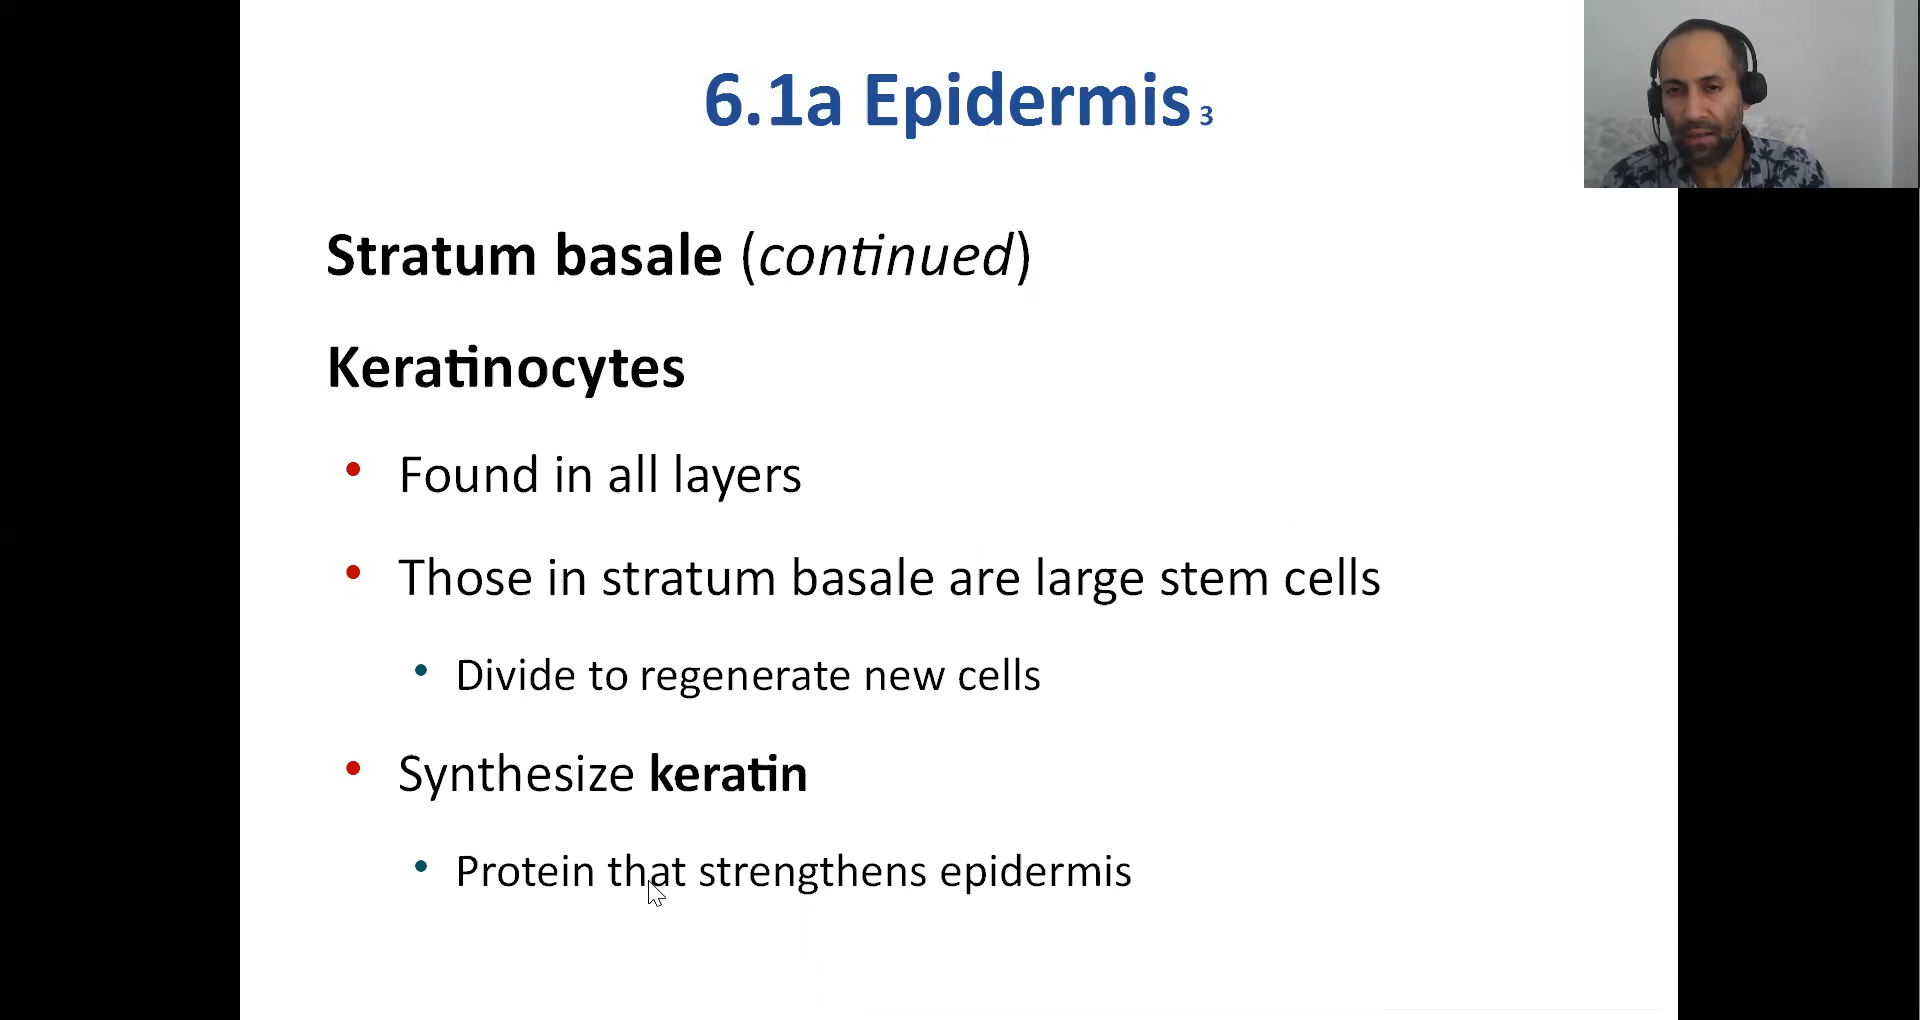 6.1a Epidermis 3
Stratum basale (continued)
Keratinocytes
• Found in all layers
• Those in stratum basale are large stem cells
• Divide to regenerate new cells
• Synthesize keratin
• Protein that strengthens epidermis